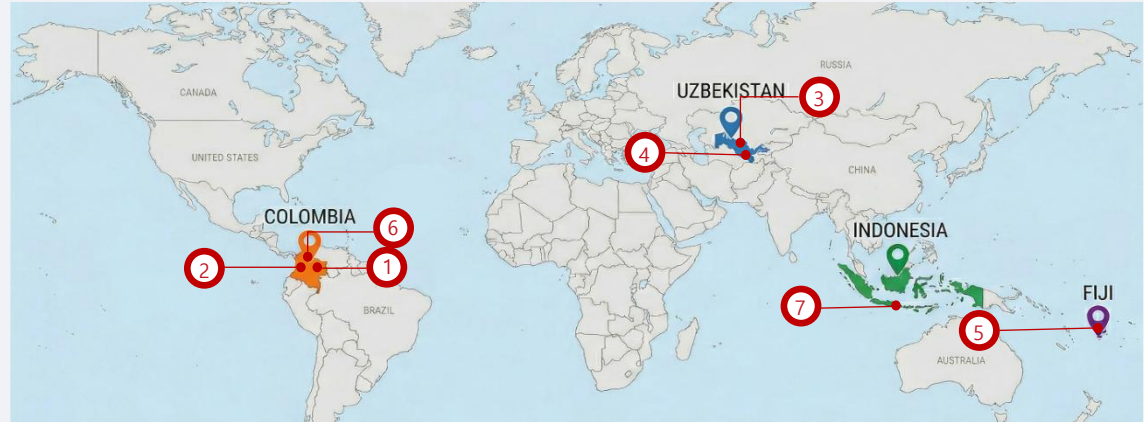 RUSSIA
UZBEKISTAN
CANADA
3
UNITED STATES
4
CHINA
COLOMBIA
6
INDONESIA
2
1
FIJI
BRAZIL
7
5
AUSTRALIA